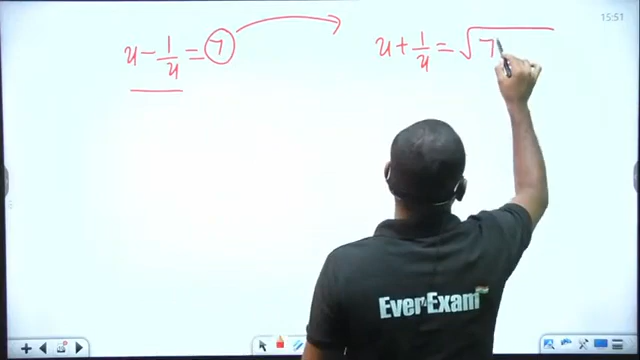 15:51
x - 1/x = 7
x + 1/x = √7
EverExam